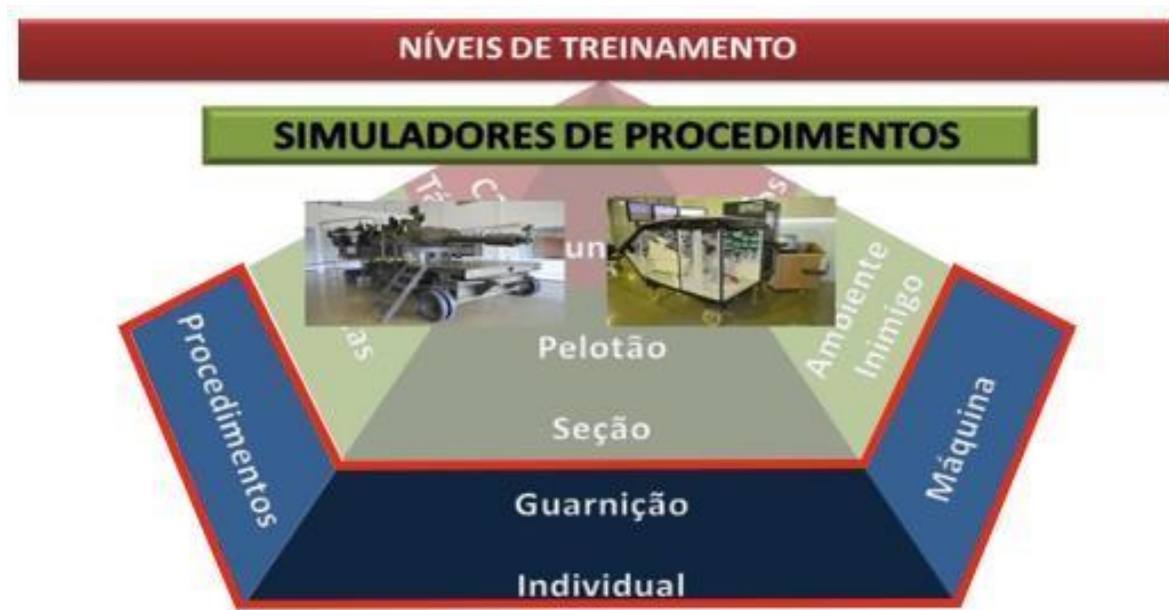 NÍVEIS DE TREINAMENTO
SIMULADORES DE PROCEDIMENTOS
Procedimentos
Pelotão
Seção
Guarnição
Individual
Ambiente
Inimigo
Máquina